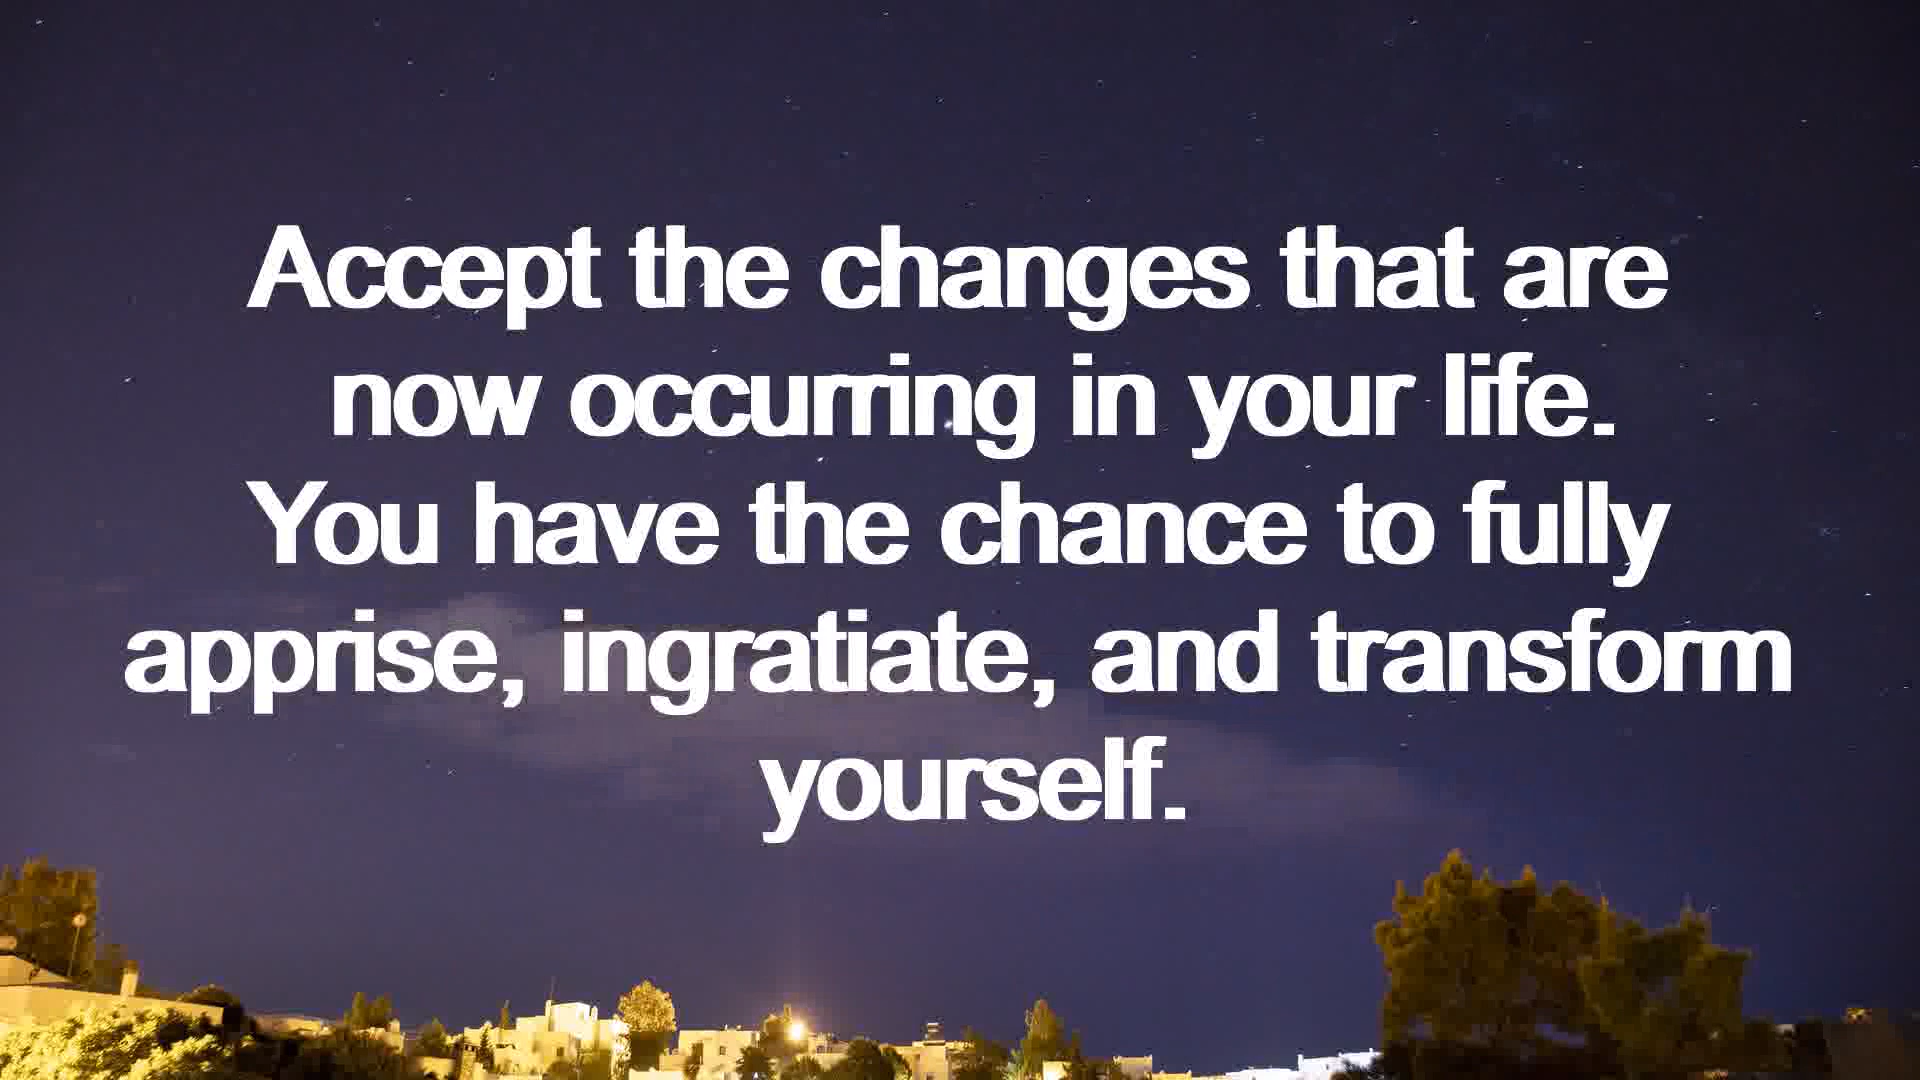 Accept the changes that are
now occurring in your life.
You have the chance to fully
apprise, ingratiate, and transform
yourself.